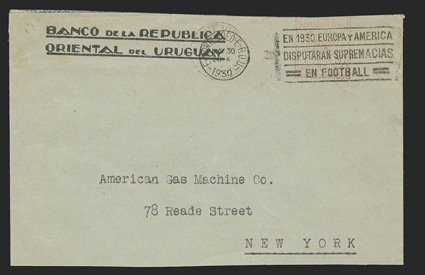 BANCO DE LA REPUBLICA
ORIENTAL DEL URUGUAY
30
1930
EN 1930 EUROPA Y AMERICA
DISPUTARAN SUPREMACIAS
EN FOOTBALL
American Gas Machine Co.
78 Reade Street
NEW YORK